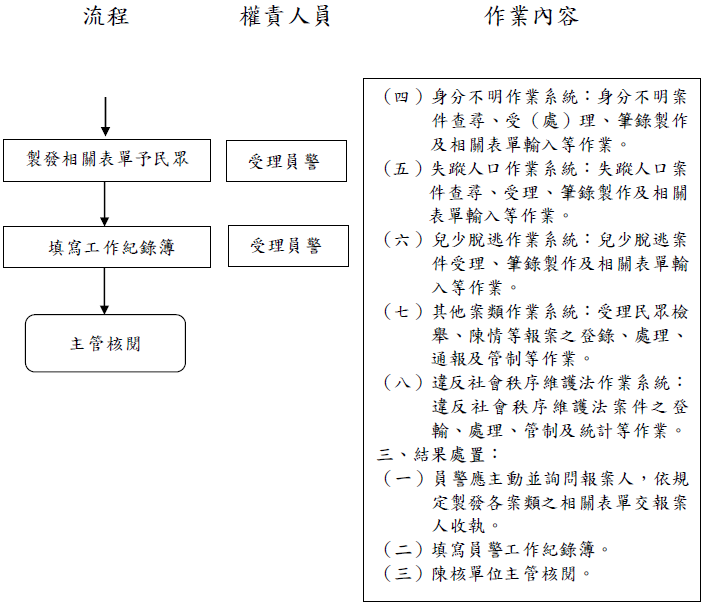 流程
權責人員
作業內容
製發相關表單予民眾
受理員警
填寫工作紀錄簿
受理員警
主管核閱
（四）身分不明作業系統：身分不明案
件查尋、受（處）理、筆錄製作
及相關表單輸入等作業。
（五）失蹤人口作業系統：失蹤人口案
件查尋、受理、筆錄製作及相關
表單輸入等作業。
（六）兒少脫逃作業系統：兒少脫逃案
件受理、筆錄製作及相關表單輸
入等作業。
（七）其他案類作業系統：受理民眾檢
舉、陳情等報案之登錄、處理、
通報及管制等作業。
（八）違反社會秩序維護法作業系統：
違反社會秩序維護法案件之登
輸、處理、管制及統計等作業。
三、結果處置：
（一）員警應主動並詢問報案人，依規
定製發各案類之相關表單交報案
人收執。
（二）填寫員警工作紀錄簿。
（三）陳核單位主管核閱。